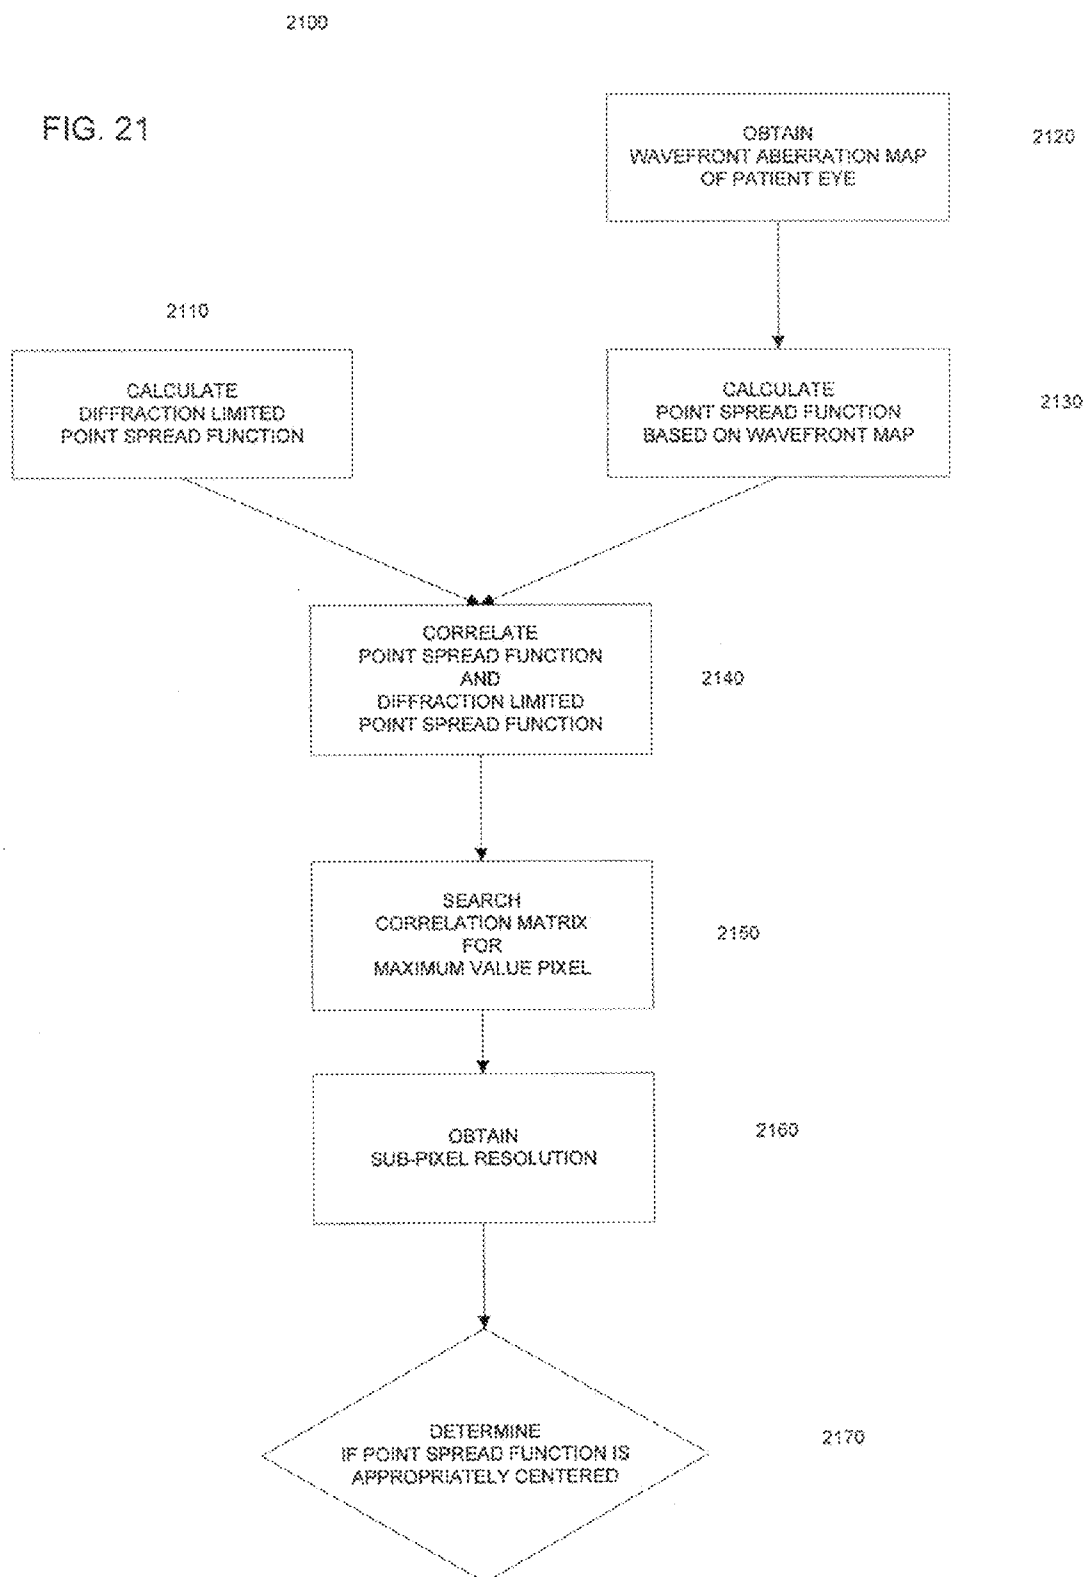 2100
FIG. 21
OBTAIN
WAVEFRONT ABERRATION MAP
OF PATIENT EYE
2120
2110
CALCULATE
DIFFRACTION LIMITED
POINT SPREAD FUNCTION
CALCULATE
POINT SPREAD FUNCTION
BASED ON WAVEFRONT MAP
2130
CORRELATE
POINT SPREAD FUNCTION
AND
DIFFRACTION LIMITED
POINT SPREAD FUNCTION
2140
SEARCH
CORRELATION MATRIX
FOR
MAXIMUM VALUE PIXEL
2150
OBTAIN
SUB-PIXEL RESOLUTION
2160
DETERMINE
IF POINT SPREAD FUNCTION IS
APPROPRIATELY CENTERED
2170